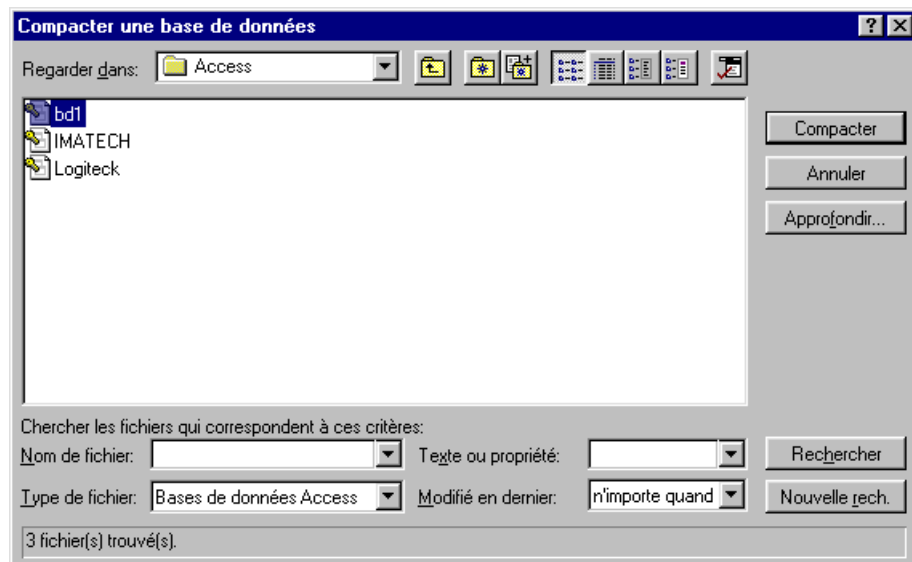 Compacter une base de données
Regarder dans: Access
bd1
IMATECH
Logiteck
Compacter
Annuler
Approfondir...
Chercher les fichiers qui correspondent à ces critères:
Nom de fichier: Texte ou propriété: Rechercher
Type de fichier: Bases de données Access Modifié en dernier: n'importe quand Nouvelle rech.
3 fichier(s) trouvé(s).